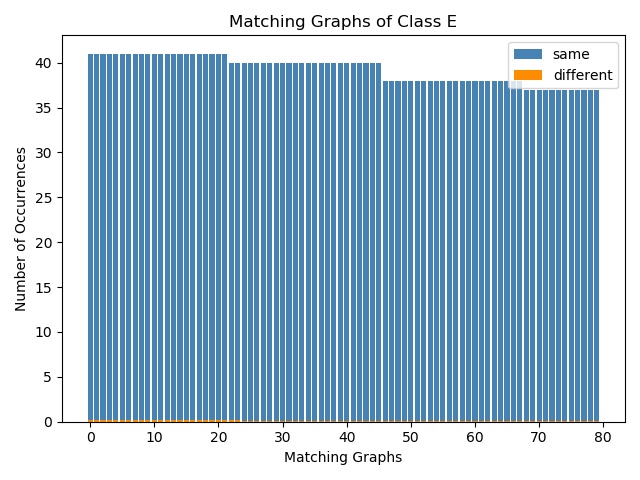 Matching Graphs of Class E
same
different
Number of Occurrences
40
35
30
25
20
15
10
5
0
0 10 20 30 40 50 60 70 80
Matching Graphs